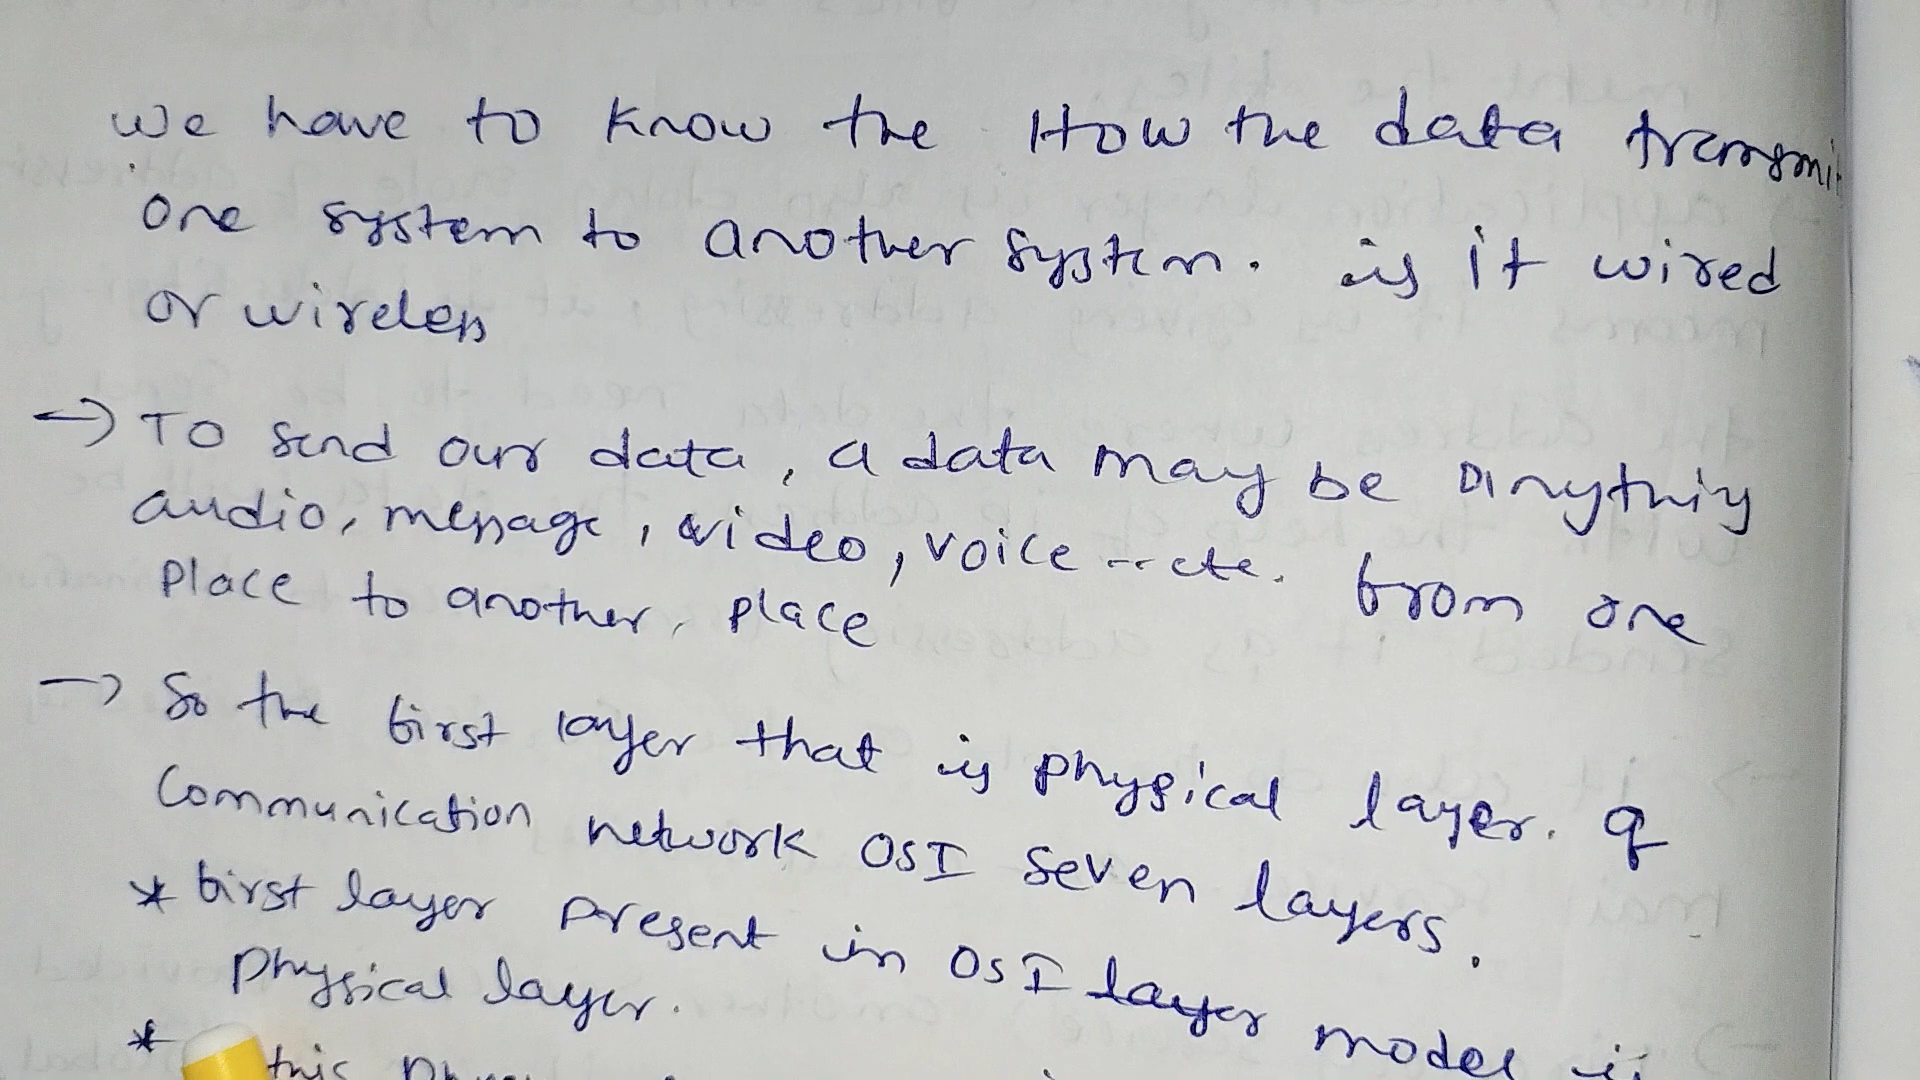 we have to know the How the data transmit
one system to another system. is it wired
or wireless
→ To send our data, a data may be anything
audio, message, video, voice --etc. from one
place to another, place
→ So the first layer that is physical layer. of
Communication network OSI seven layers.
* first layer present in OSI layer model is
physical layer.
* this